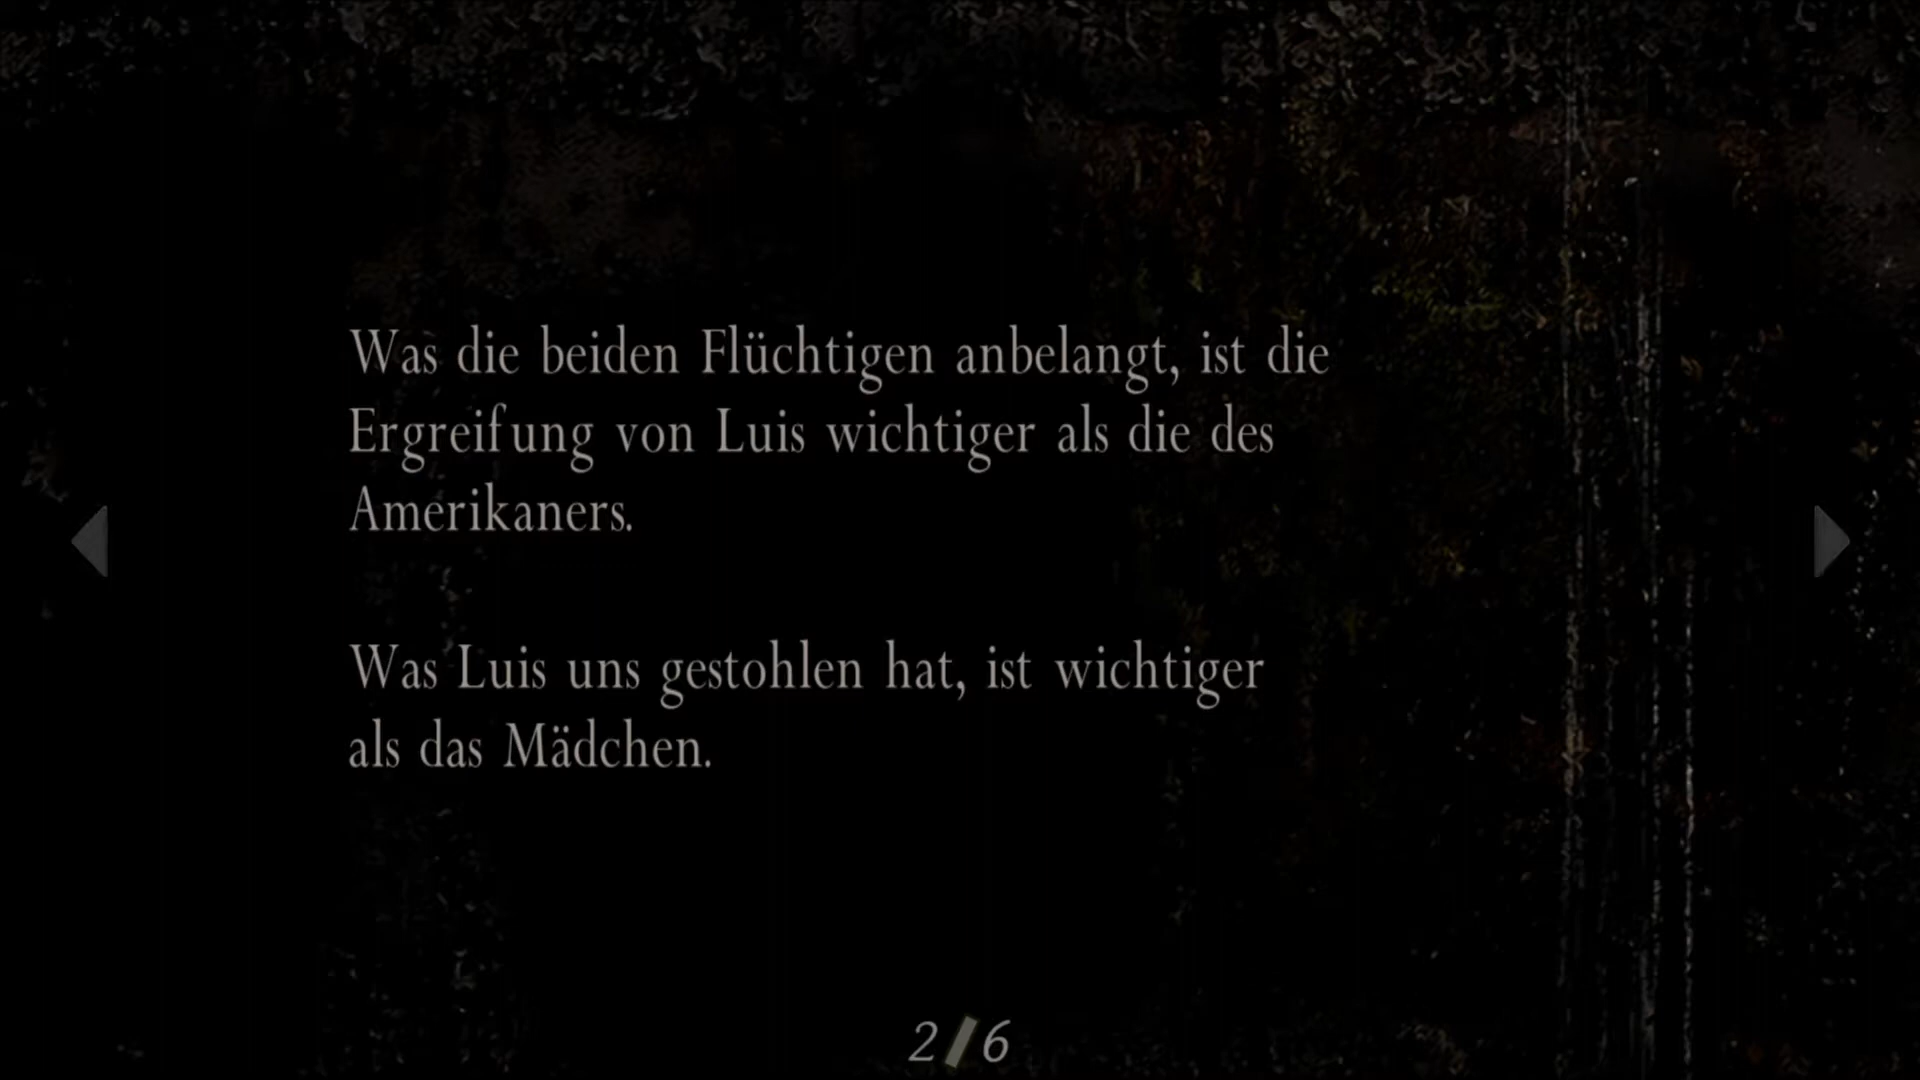 Was die beiden Flüchtigen anbelangt, ist die
Ergreifung von Luis wichtiger als die des
Amerikaners.
Was Luis uns gestohlen hat, ist wichtiger
als das Mädchen.
2/6